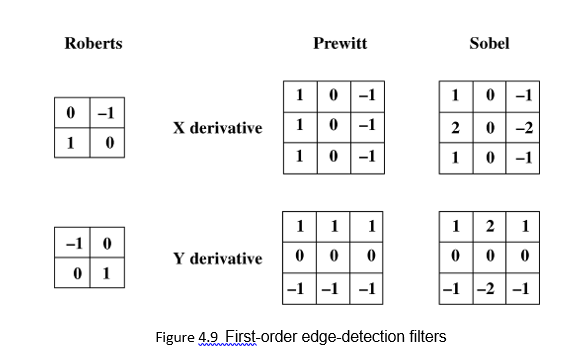 Roberts Prewitt Sobel
0 -1
1 0
X derivative
1 0 -1
1 0 -1
1 0 -1
1 0 -1
2 0 -2
1 0 -1
-1 0
0 1
Y derivative
1 1 1
0 0 0
-1 -1 -1
1 2 1
0 0 0
-1 -2 -1
Figure 4.9 First-order edge-detection filters